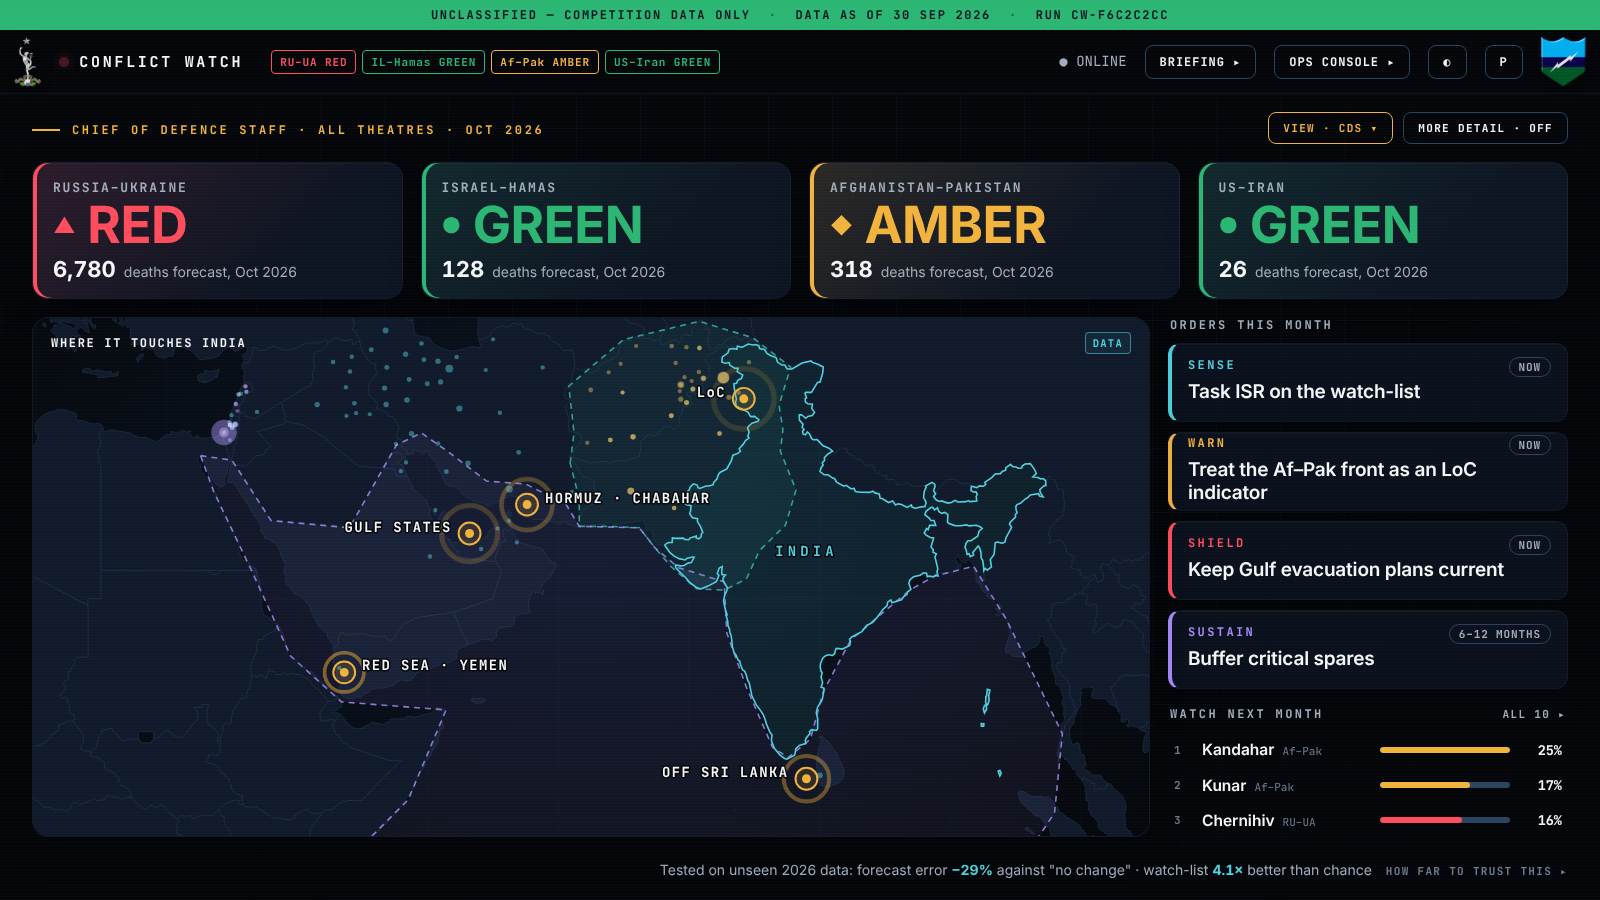 UNCLASSIFIED — COMPETITION DATA ONLY · DATA AS OF 30 SEP 2026 · RUN CW-F6C2C2CC
CONFLICT WATCH
RU-UA RED
IL-Hamas GREEN
Af-Pak AMBER
US-Iran GREEN
● ONLINE
BRIEFING ▸
OPS CONSOLE ▸
◐
P
CHIEF OF DEFENCE STAFF · ALL THEATRES · OCT 2026
VIEW · CDS ▾
MORE DETAIL · OFF
RUSSIA-UKRAINE
▲ RED
6,780 deaths forecast, Oct 2026
ISRAEL-HAMAS
● GREEN
128 deaths forecast, Oct 2026
AFGHANISTAN-PAKISTAN
◆ AMBER
318 deaths forecast, Oct 2026
US-IRAN
● GREEN
26 deaths forecast, Oct 2026
WHERE IT TOUCHES INDIA
DATA
LoC
HORMUZ · CHABAHAR
GULF STATES
INDIA
RED SEA · YEMEN
OFF SRI LANKA
ORDERS THIS MONTH
SENSE
NOW
Task ISR on the watch-list
WARN
NOW
Treat the Af–Pak front as an LoC
indicator
SHIELD
NOW
Keep Gulf evacuation plans current
SUSTAIN
6–12 MONTHS
Buffer critical spares
WATCH NEXT MONTH
ALL 10 ▸
1 Kandahar Af-Pak 25%
2 Kunar Af-Pak 17%
3 Chernihiv RU-UA 16%
Tested on unseen 2026 data: forecast error −29% against "no change" · watch-list 4.1× better than chance
HOW FAR TO TRUST THIS ▸